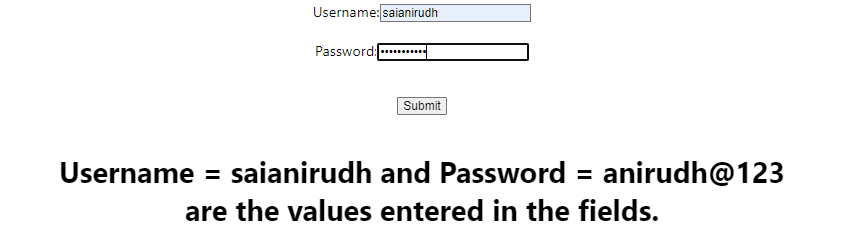 Username: saianirudh
Password: •••••••••••
Submit
Username = saianirudh and Password = anirudh@123
are the values entered in the fields.